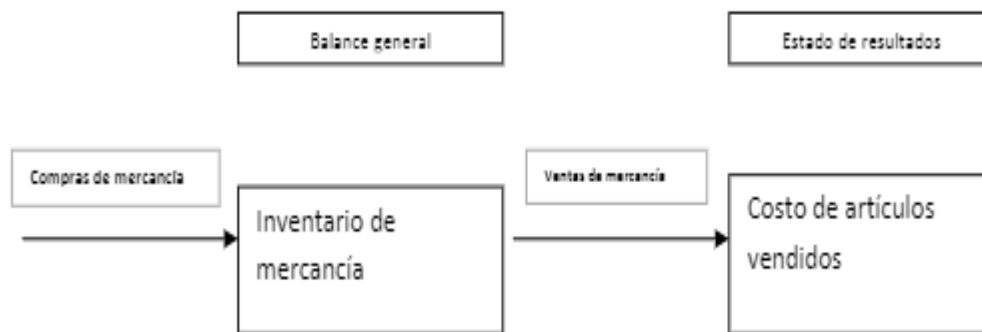 Balance general
Estado de resultados
Compras de mercancía
Ventas de mercancía
Inventario de
mercancía
Costo de artículos
vendidos